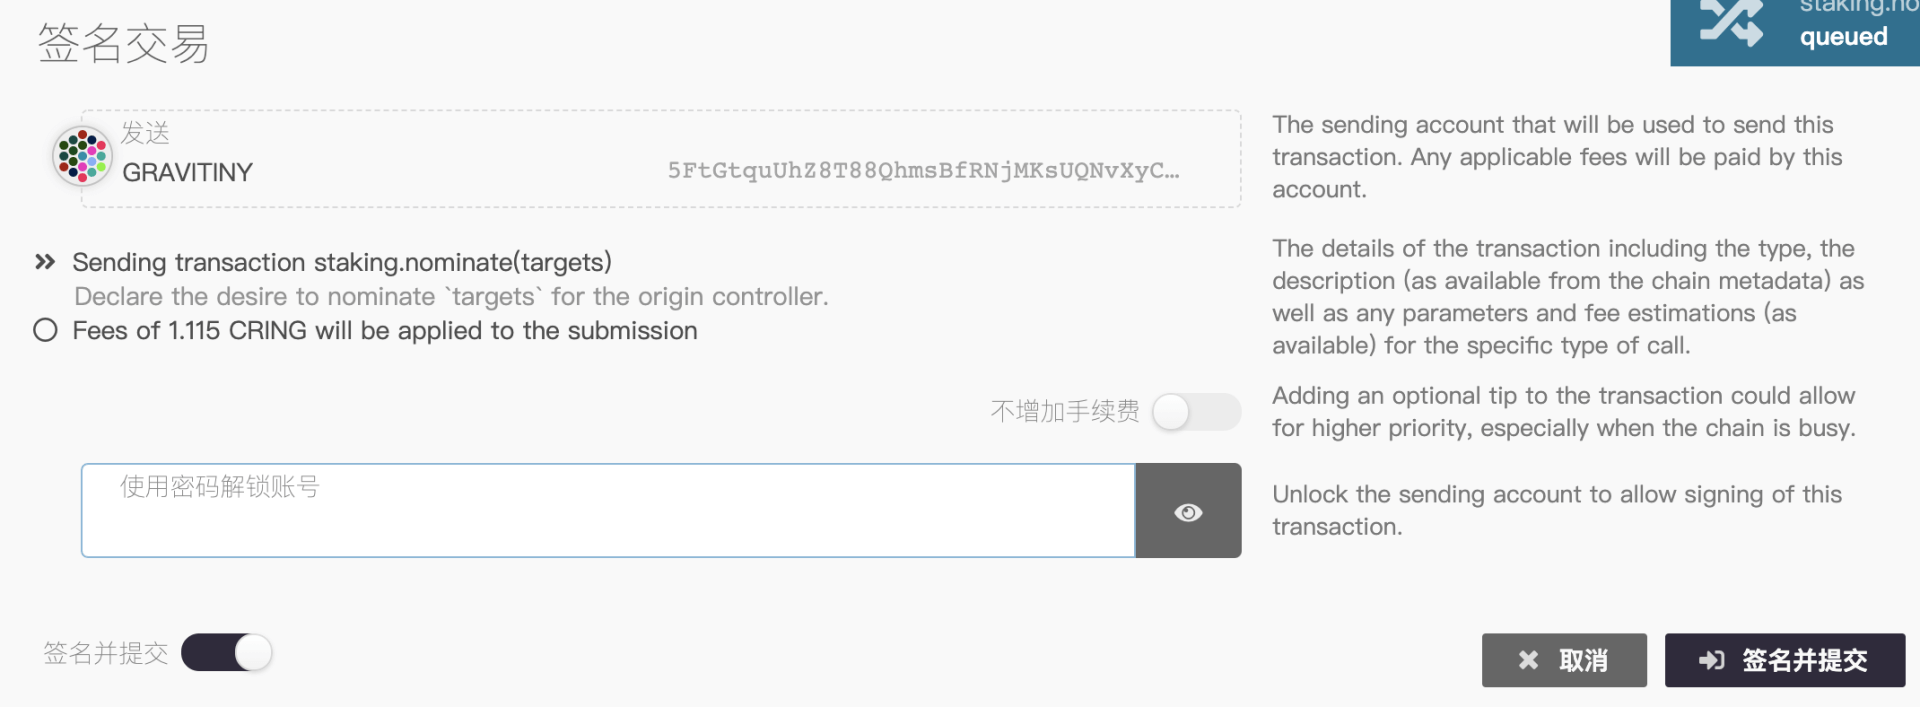 签名交易
queued
发送
GRAVITINY
5FtGtquUhZ8T88QhmsBfRNjMKsUQNvXyC…
The sending account that will be used to send this
transaction. Any applicable fees will be paid by this
account.
Sending transaction staking.nominate(targets)
Declare the desire to nominate `targets` for the origin controller.
Fees of 1.115 CRING will be applied to the submission
The details of the transaction including the type, the
description (as available from the chain metadata) as
well as any parameters and fee estimations (as
available) for the specific type of call.
不增加手续费
Adding an optional tip to the transaction could allow
for higher priority, especially when the chain is busy.
使用密码解锁账号
Unlock the sending account to allow signing of this
transaction.
签名并提交
取消
签名并提交